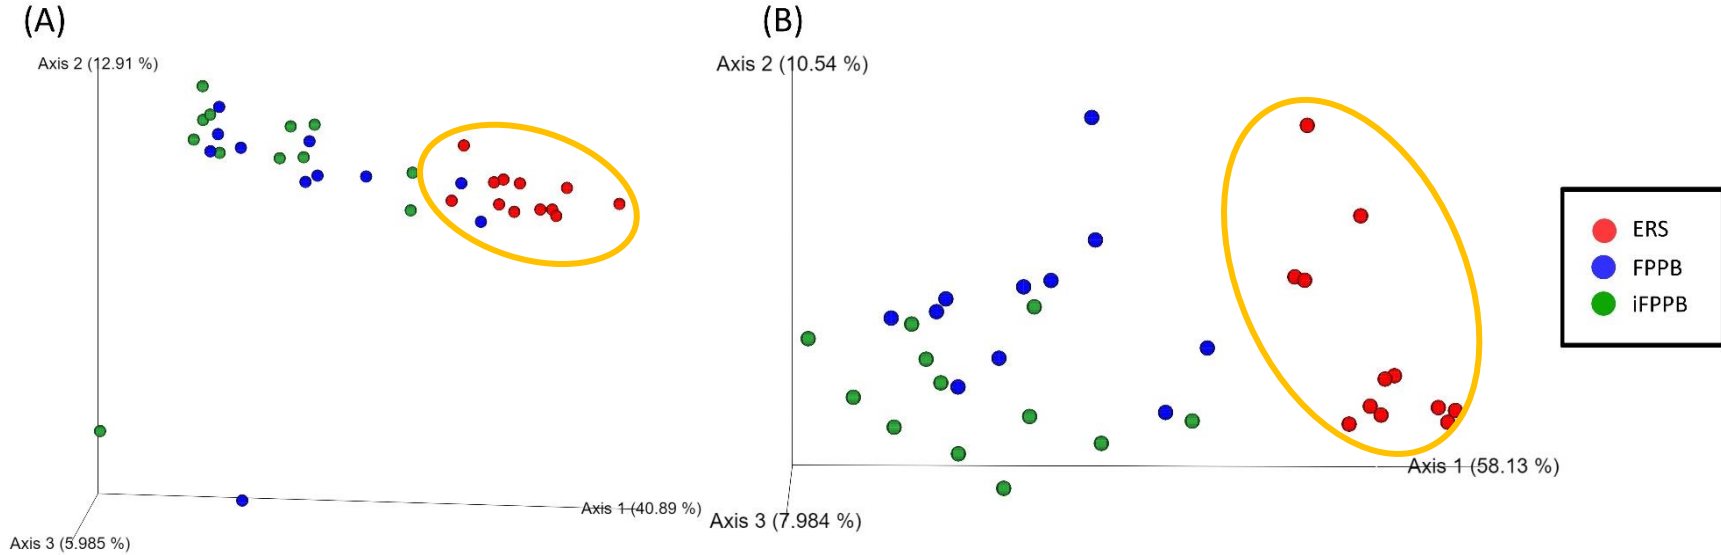 (A)
Axis 2 (12.91 %)
Axis 1 (40.89 %)
Axis 3 (5.985 %)
(B)
Axis 2 (10.54 %)
Axis 1 (58.13 %)
Axis 3 (7.984 %)
ERS
FPPB
iFPPB